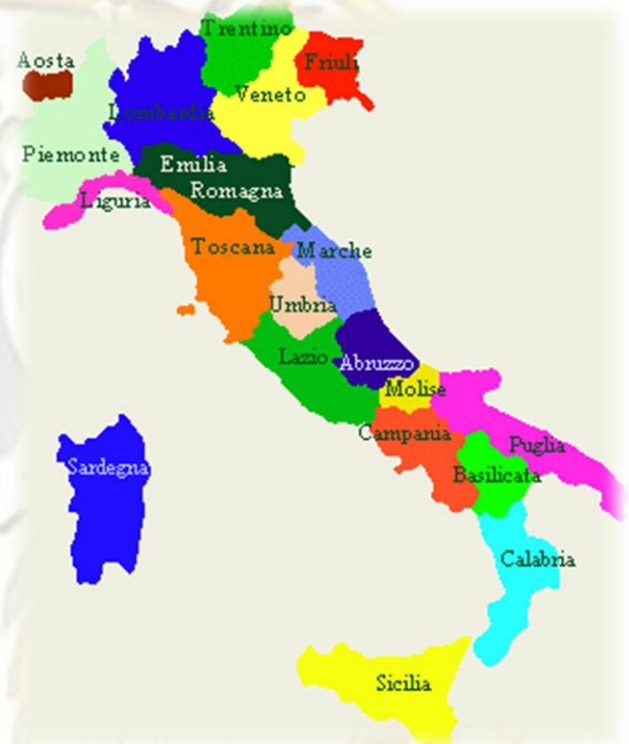 Trentino
Aosta
Friuli
Veneto
Lombardia
Piemonte
Emilia
Romagna
Liguria
Toscana
Marche
Umbria
Lazio
Abruzzo
Molise
Campania
Puglia
Sardegna
Basilicata
Calabria
Sicilia